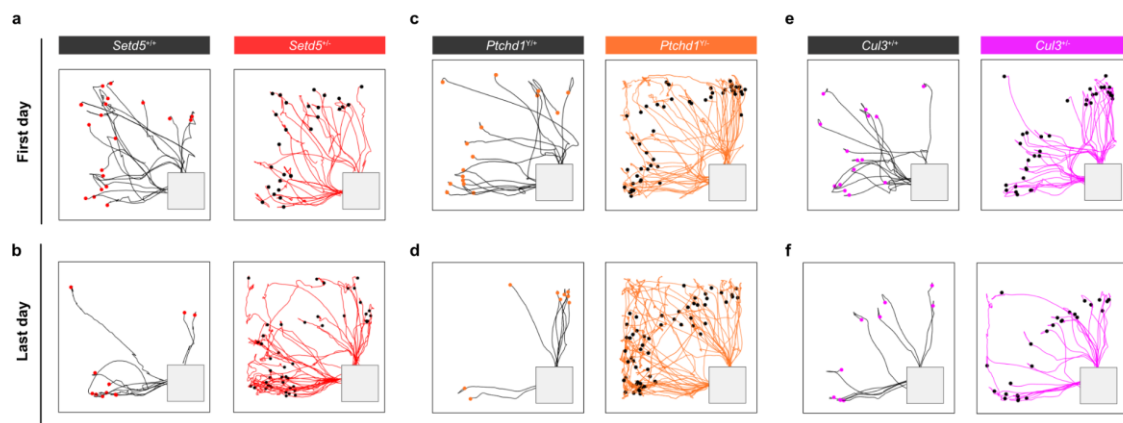 a
Setd5+/+ Setd5+/-
c
Ptchd1Y/+ Ptchd1Y/-
e
Cul3+/+ Cul3+/-
First day
b
d
f
Last day